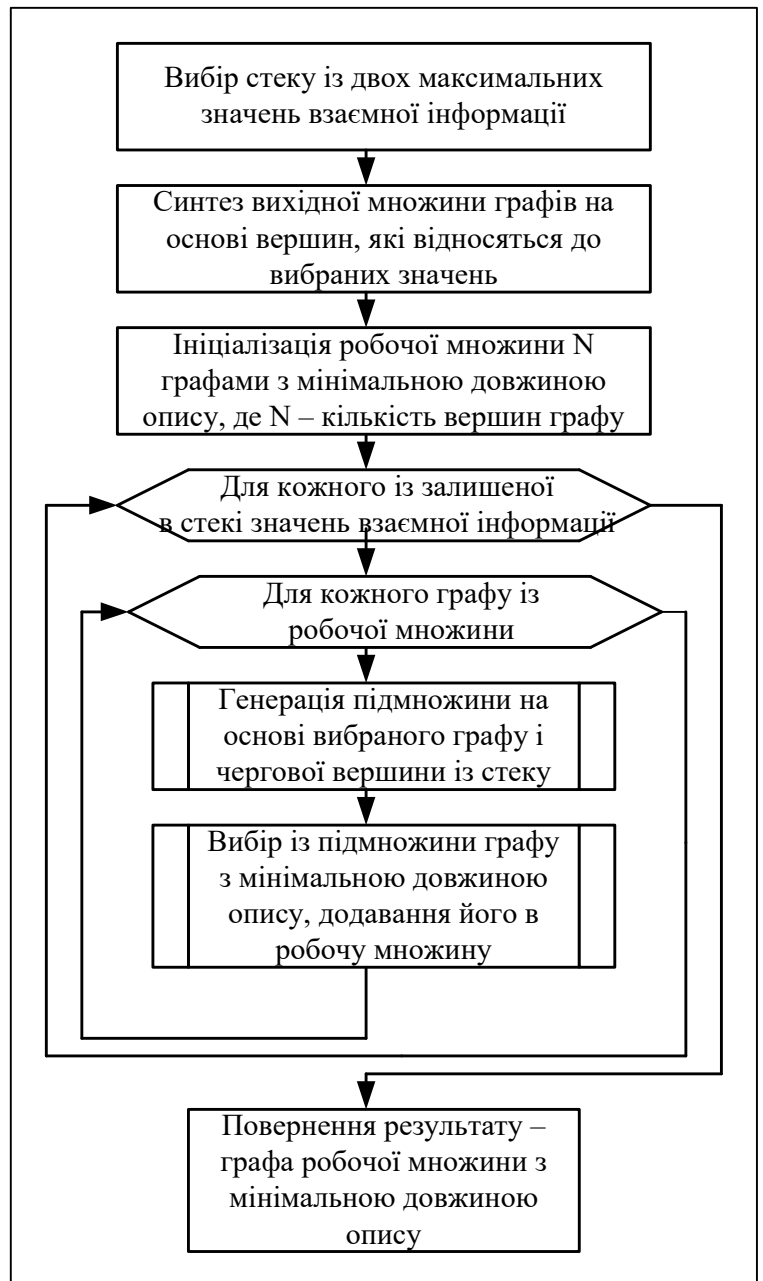 Вибір стеку із двох максимальних
значень взаємної інформації
Синтез вихідної множини графів на
основі вершин, які відносяться до
вибраних значень
Ініціалізація робочої множини N
графами з мінімальною довжиною
опису, де N – кількість вершин графу
Для кожного із залишеної
в стекі значень взаємної інформації
Для кожного графу із
робочої множини
Генерація підмножини на
основі вибраного графу і
чергової вершини із стеку
Вибір із підмножини графу
з мінімальною довжиною
опису, додавання його в
робочу множину
Повернення результату –
графа робочої множини з
мінімальною довжиною
опису